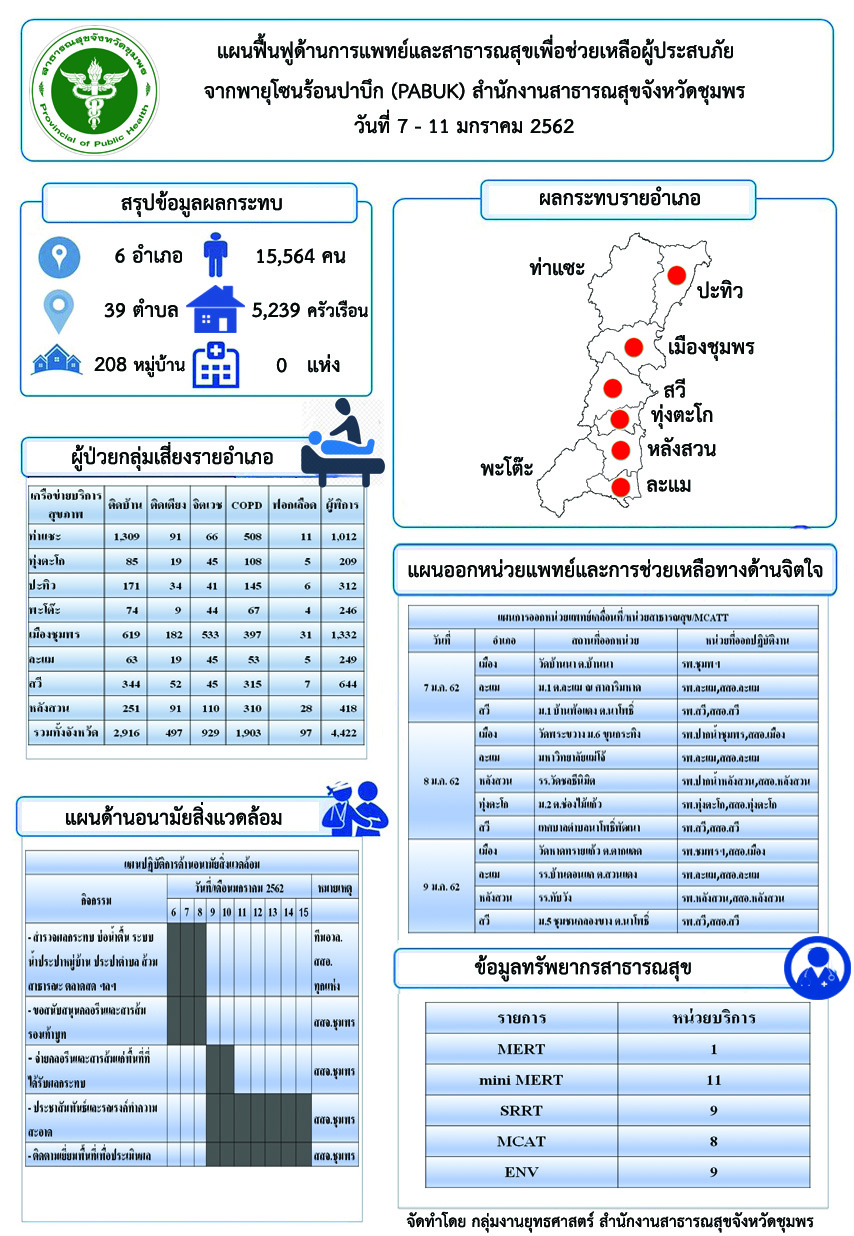 สาธารณสุขจังหวัดชุมพร
Provincial of Public Health
แผนฟื้นฟูด้านการแพทย์และสาธารณสุขเพื่อช่วยเหลือผู้ประสบภัย
จากพายุโซนร้อนปาบึก (PABUK) สำนักงานสาธารณสุขจังหวัดชุมพร
วันที่ 7 - 11 มกราคม 2562
สรุปข้อมูลผลกระทบ
6 อำเภอ 15,564 คน
39 ตำบล 5,239 ครัวเรือน
208 หมู่บ้าน 0 แห่ง
ผลกระทบรายอำเภอ
ท่าแซะ
ปะทิว
เมืองชุมพร
สวี
ทุ่งตะโก
หลังสวน
พะโต๊ะ
ละแม
ผู้ป่วยกลุ่มเสี่ยงรายอำเภอ
เครือข่ายบริการสุขภาพ ติดบ้าน ติดเตียง จิตเวช COPD ฟอกเลือด ผู้พิการ
ท่าแซะ 1,309 91 66 508 11 1,012
ทุ่งตะโก 85 19 45 108 5 209
ปะทิว 171 34 41 145 6 312
พะโต๊ะ 74 9 44 67 4 246
เมืองชุมพร 619 182 533 397 31 1,332
ละแม 63 19 45 53 5 249
สวี 344 52 45 315 7 644
หลังสวน 251 91 110 310 28 418
รวมทั้งจังหวัด 2,916 497 929 1,903 97 4,422
แผนออกหน่วยแพทย์และการช่วยเหลือทางด้านจิตใจ
แผนการออกหน่วยแพทย์เคลื่อนที่/หน่วยสาธารณสุข/MCATT
วันที่ อำเภอ สถานที่ออกหน่วย หน่วยที่ออกปฏิบัติงาน
7 ม.ค. 62
เมือง วัดบ้านนา ต.บ้านนา รพ.ชุมพรฯ
ละแม ม.1 ต.ละแม ณ ศาลาริมหาด รพ.ละแม,สสอ.ละแม
สวี ม.1 บ้านท้อแดง ต.นาโพธิ์ รพ.สวี,สสอ.สวี
8 ม.ค. 62
เมือง วัดพระขวาง ม.6 ขุนกระทิง รพ.ปากน้ำชุมพร,สสอ.เมือง
ละแม มหาวิทยาลัยแม่โจ้ รพ.ละแม,สสอ.ละแม
หลังสวน รร.วัดชลธีนิมิต รพ.ปากน้ำหลังสวน,สสอ.หลังสวน
ทุ่งตะโก ม.2 ต.ช่องไม้แก้ว รพ.ทุ่งตะโก,สสอ.ทุ่งตะโก
สวี เทศบาลตำบลนาโพธิ์พัฒนา รพ.สวี,สสอ.สวี
9 ม.ค. 62
เมือง วัดหาดทรายแก้ว ต.ตากแดด รพ.ชุมพรฯ,สสอ.เมือง
ละแม รร.บ้านดอนแค ต.สวนแตง รพ.ละแม,สสอ.ละแม
หลังสวน รร.ทับวัง รพ.หลังสวน,สสอ.หลังสวน
สวี ม.5 ชุมชนคลองขาง ต.นาโพธิ์ รพ.สวี,สสอ.สวี
แผนด้านอนามัยสิ่งแวดล้อม
แผนปฏิบัติการด้านอนามัยสิ่งแวดล้อม
กิจกรรม วันที่/เดือนมกราคม 2562 หมายเหตุ
6 7 8 9 10 11 12 13 14 15
- สำรวจผลกระทบ บ่อน้ำตื้น ระบบ
น้ำประปาหมู่บ้าน ประปาตำบล ส้วม
สาธารณะ ตลาดสด ฯลฯ
ทีมอวล.
สสอ.
ทุกแห่ง
- ขอสนับสนุนคลอรีนและสารส้ม
รองเท้าบูท
สสจ.ชุมพร
- จ่ายคลอรีนและสารส้มแก่พื้นที่ที่
ได้รับผลกระทบ
สสจ.ชุมพร
- ประชาสัมพันธ์และรณรงค์ทำความ
สะอาด
สสจ.ชุมพร
- ติดตามเยี่ยมพื้นที่เพื่อประเมินผล สสจ.ชุมพร
ข้อมูลทรัพยากรสาธารณสุข
รายการ หน่วยบริการ
MERT 1
mini MERT 11
SRRT 9
MCAT 8
ENV 9
จัดทำโดย กลุ่มงานยุทธศาสตร์ สำนักงานสาธารณสุขจังหวัดชุมพร